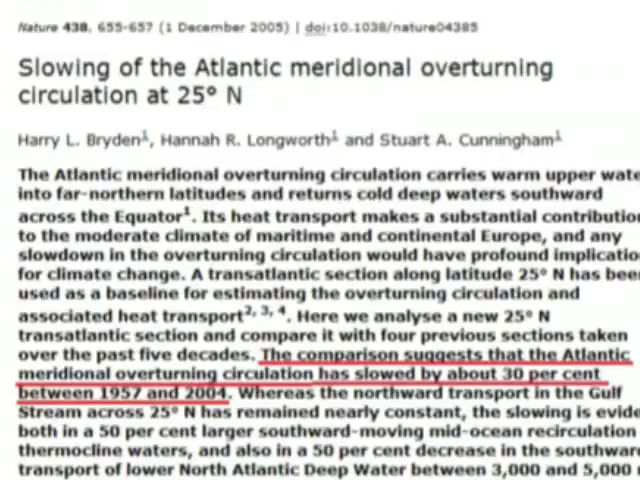 Nature 438, 655-657 (1 December 2005) | doi:10.1038/nature04385
Slowing of the Atlantic meridional overturning
circulation at 25° N
Harry L. Bryden¹, Hannah R. Longworth¹ and Stuart A. Cunningham¹
The Atlantic meridional overturning circulation carries warm upper wate
into far-northern latitudes and returns cold deep waters southward
across the Equator¹. Its heat transport makes a substantial contribution
to the moderate climate of maritime and continental Europe, and any
slowdown in the overturning circulation would have profound implicatio
for climate change. A transatlantic section along latitude 25° N has been
used as a baseline for estimating the overturning circulation and
associated heat transport², ³, ⁴. Here we analyse a new 25° N
transatlantic section and compare it with four previous sections taken
over the past five decades. The comparison suggests that the Atlantic
meridional overturning circulation has slowed by about 30 per cent
between 1957 and 2004. Whereas the northward transport in the Gulf
Stream across 25° N has remained nearly constant, the slowing is evide
both in a 50 per cent larger southward-moving mid-ocean recirculation
thermocline waters, and also in a 50 per cent decrease in the southwa
transport of lower North Atlantic Deep Water between 3,000 and 5,000